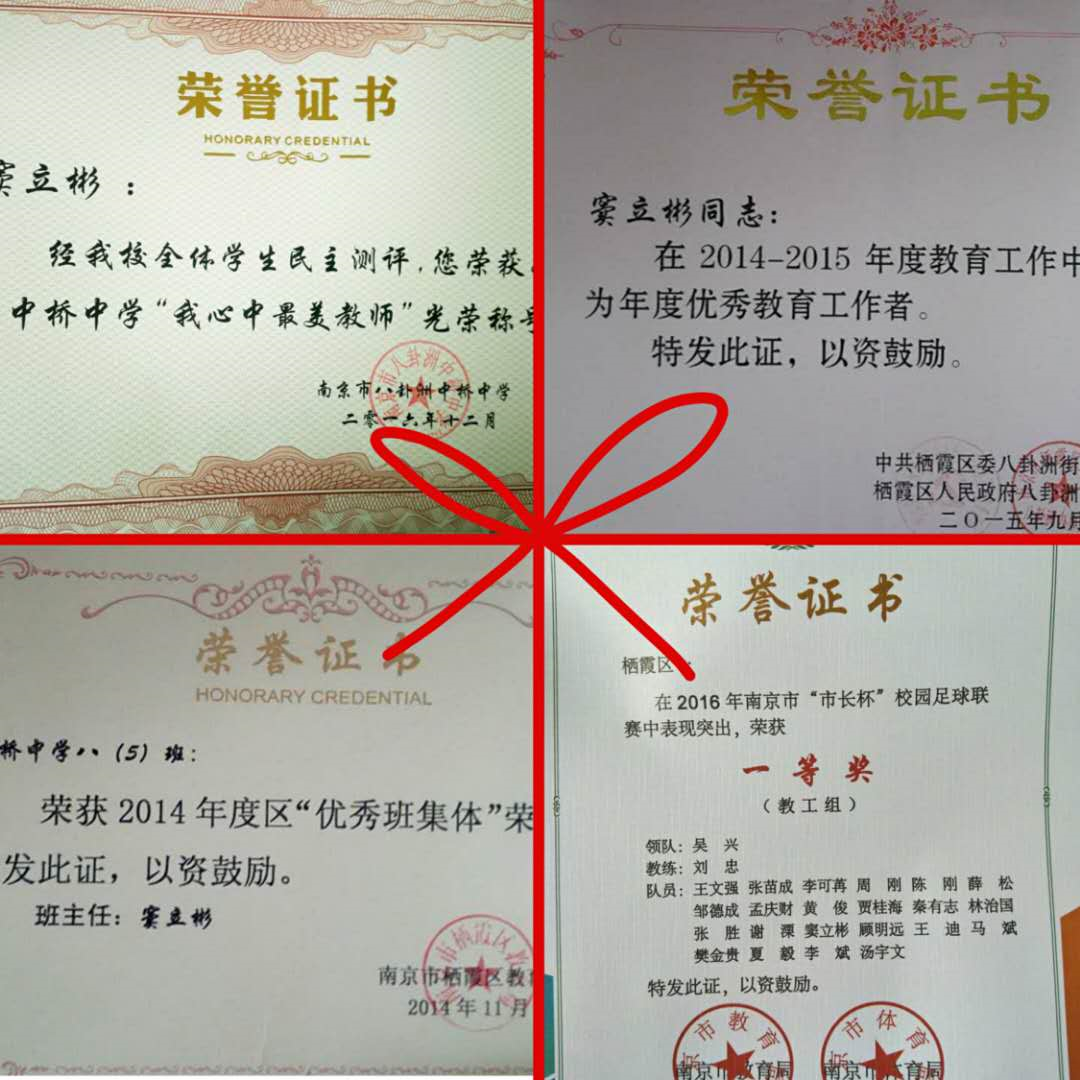 荣誉证书
HONORARY CREDENTIAL
窦立彬：
经我校全体学生民主测评，您荣获
中桥中学“我心中最美教师”光荣称号
南京市八卦洲中桥中学
二零一六年十二月
荣誉证书
窦立彬同志：
在 2014-2015 年度教育工作中
为年度优秀教育工作者。
特发此证，以资鼓励。
中共栖霞区委八卦洲街
栖霞区人民政府八卦洲
二〇一五年九月
荣誉证书
HONORARY CREDENTIAL
桥中学八（5）班：
荣获 2014 年度区“优秀班集体”荣
发此证，以资鼓励。
班主任：窦立彬
南京市栖霞区教育
2014 年 11 月
荣誉证书
栖霞区：
在 2016 年南京市“市长杯”校园足球联
赛中表现突出，荣获
一等奖
（教工组）
领队：吴 兴
教练：刘 忠
队员：王文强 张苗成 李可苒 周 刚 陈 刚 薛 松
邹德成 孟庆财 黄 俊 贾桂海 秦有志 林治国
张 胜 谢 溧 窦立彬 顾明远 王 迪 马 斌
樊金贵 夏 毅 李 斌 汤宇文
特发此证，以资鼓励。
南京市教育局 南京市体育局